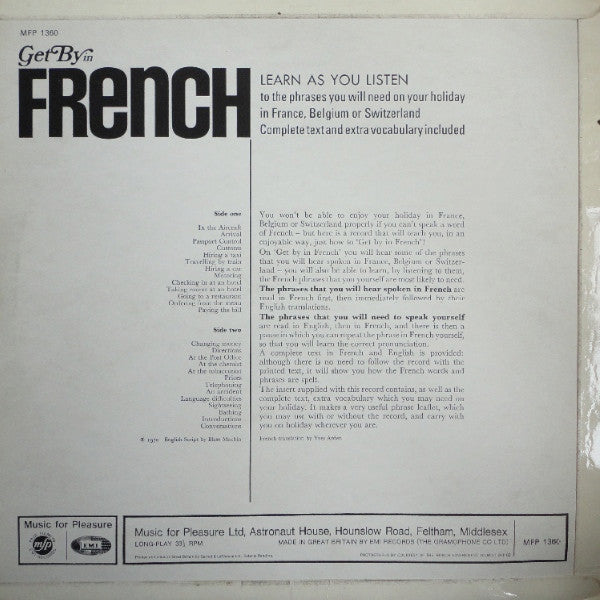 MFP 1360
Get By in
FRENCH
LEARN AS YOU LISTEN
to the phrases you will need on your holiday
in France, Belgium or Switzerland
Complete text and extra vocabulary included
Side one
In the Aircraft
Arrival
Passport Control
Customs
Hiring a taxi
Travelling by train
Hiring a car
Motoring
Checking in at an hotel
Taking rooms at an hotel
Going to a restaurant
Ordering from the menu
Paying the bill
Side two
Changing money
Directions
At the Post Office
At the chemist
At the tobacconist
Prices
Telephoning
An accident
Language difficulties
Sightseeing
Bathing
Introductions
Conversations
℗ 1970 English Script by
You won't be able to enjoy your holiday in France,
Belgium or Switzerland properly if you can't speak a word
of French – but here is a record that will teach you, in an
enjoyable way, just how to 'Get by in French'!
On 'Get by in French' you will hear some of the phrases
that you will hear spoken in France, Belgium or Switzer-
land – you will also be able to learn, by listening to them,
the French phrases that you yourself are most likely to need.
The phrases that you will hear spoken in French are
read in French first, then immediately followed by their
English translations.
The phrases that you will need to speak yourself
are read in English, then in French, and there is then a
pause in which you can repeat the phrase in French yourself,
so that you will learn the correct pronunciation.
A complete text in French and English is provided:
although there is no need to follow the record with the
printed text, it will show you how the French words and
phrases are spelt.
The insert supplied with this record contains, as well as the
complete text, extra vocabulary which you may need on
your holiday. It makes a very useful phrase leaflet, which
you may use with or without the record, and carry with
you on holiday wherever you are.
French translation by Yves
Music for Pleasure
mfp
EMI
Music for Pleasure Ltd, Astronaut House, Hounslow Road, Feltham, Middlesex
LONG-PLAY 33⅓ RPM
MADE IN GREAT BRITAIN BY EMI RECORDS (THE GRAMOPHONE CO LTD)
MFP 1360